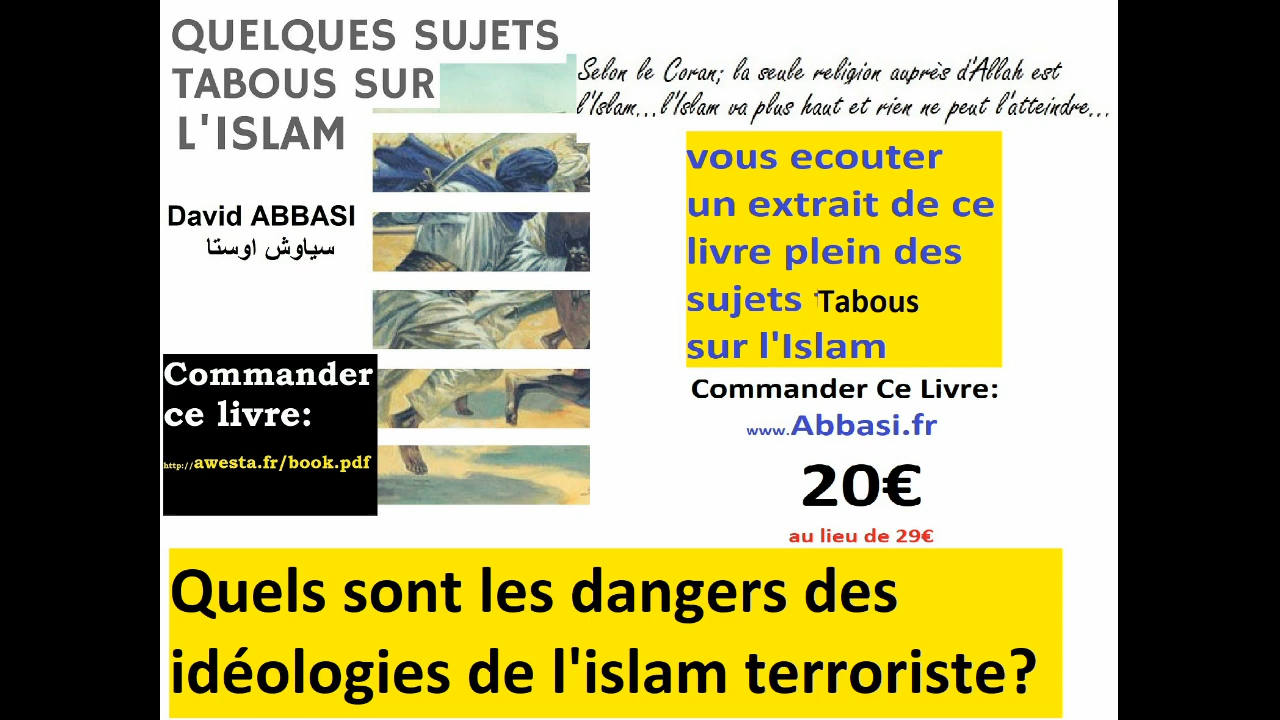 QUELQUES SUJETS
TABOUS SUR
L'ISLAM
Selon le Coran; la seule religion auprès d'Allah est
l'Islam...l'Islam va plus haut et rien ne peut l'atteindre...
David ABBASI
سیاوش اوستا
vous ecouter
un extrait de ce
livre plein des
sujets Tabous
sur l'Islam
Commander
ce livre:
http://awesta.fr/book.pdf
Commander Ce Livre:
www.Abbasi.fr
20€
au lieu de 29€
Quels sont les dangers des
idéologies de l'islam terroriste?